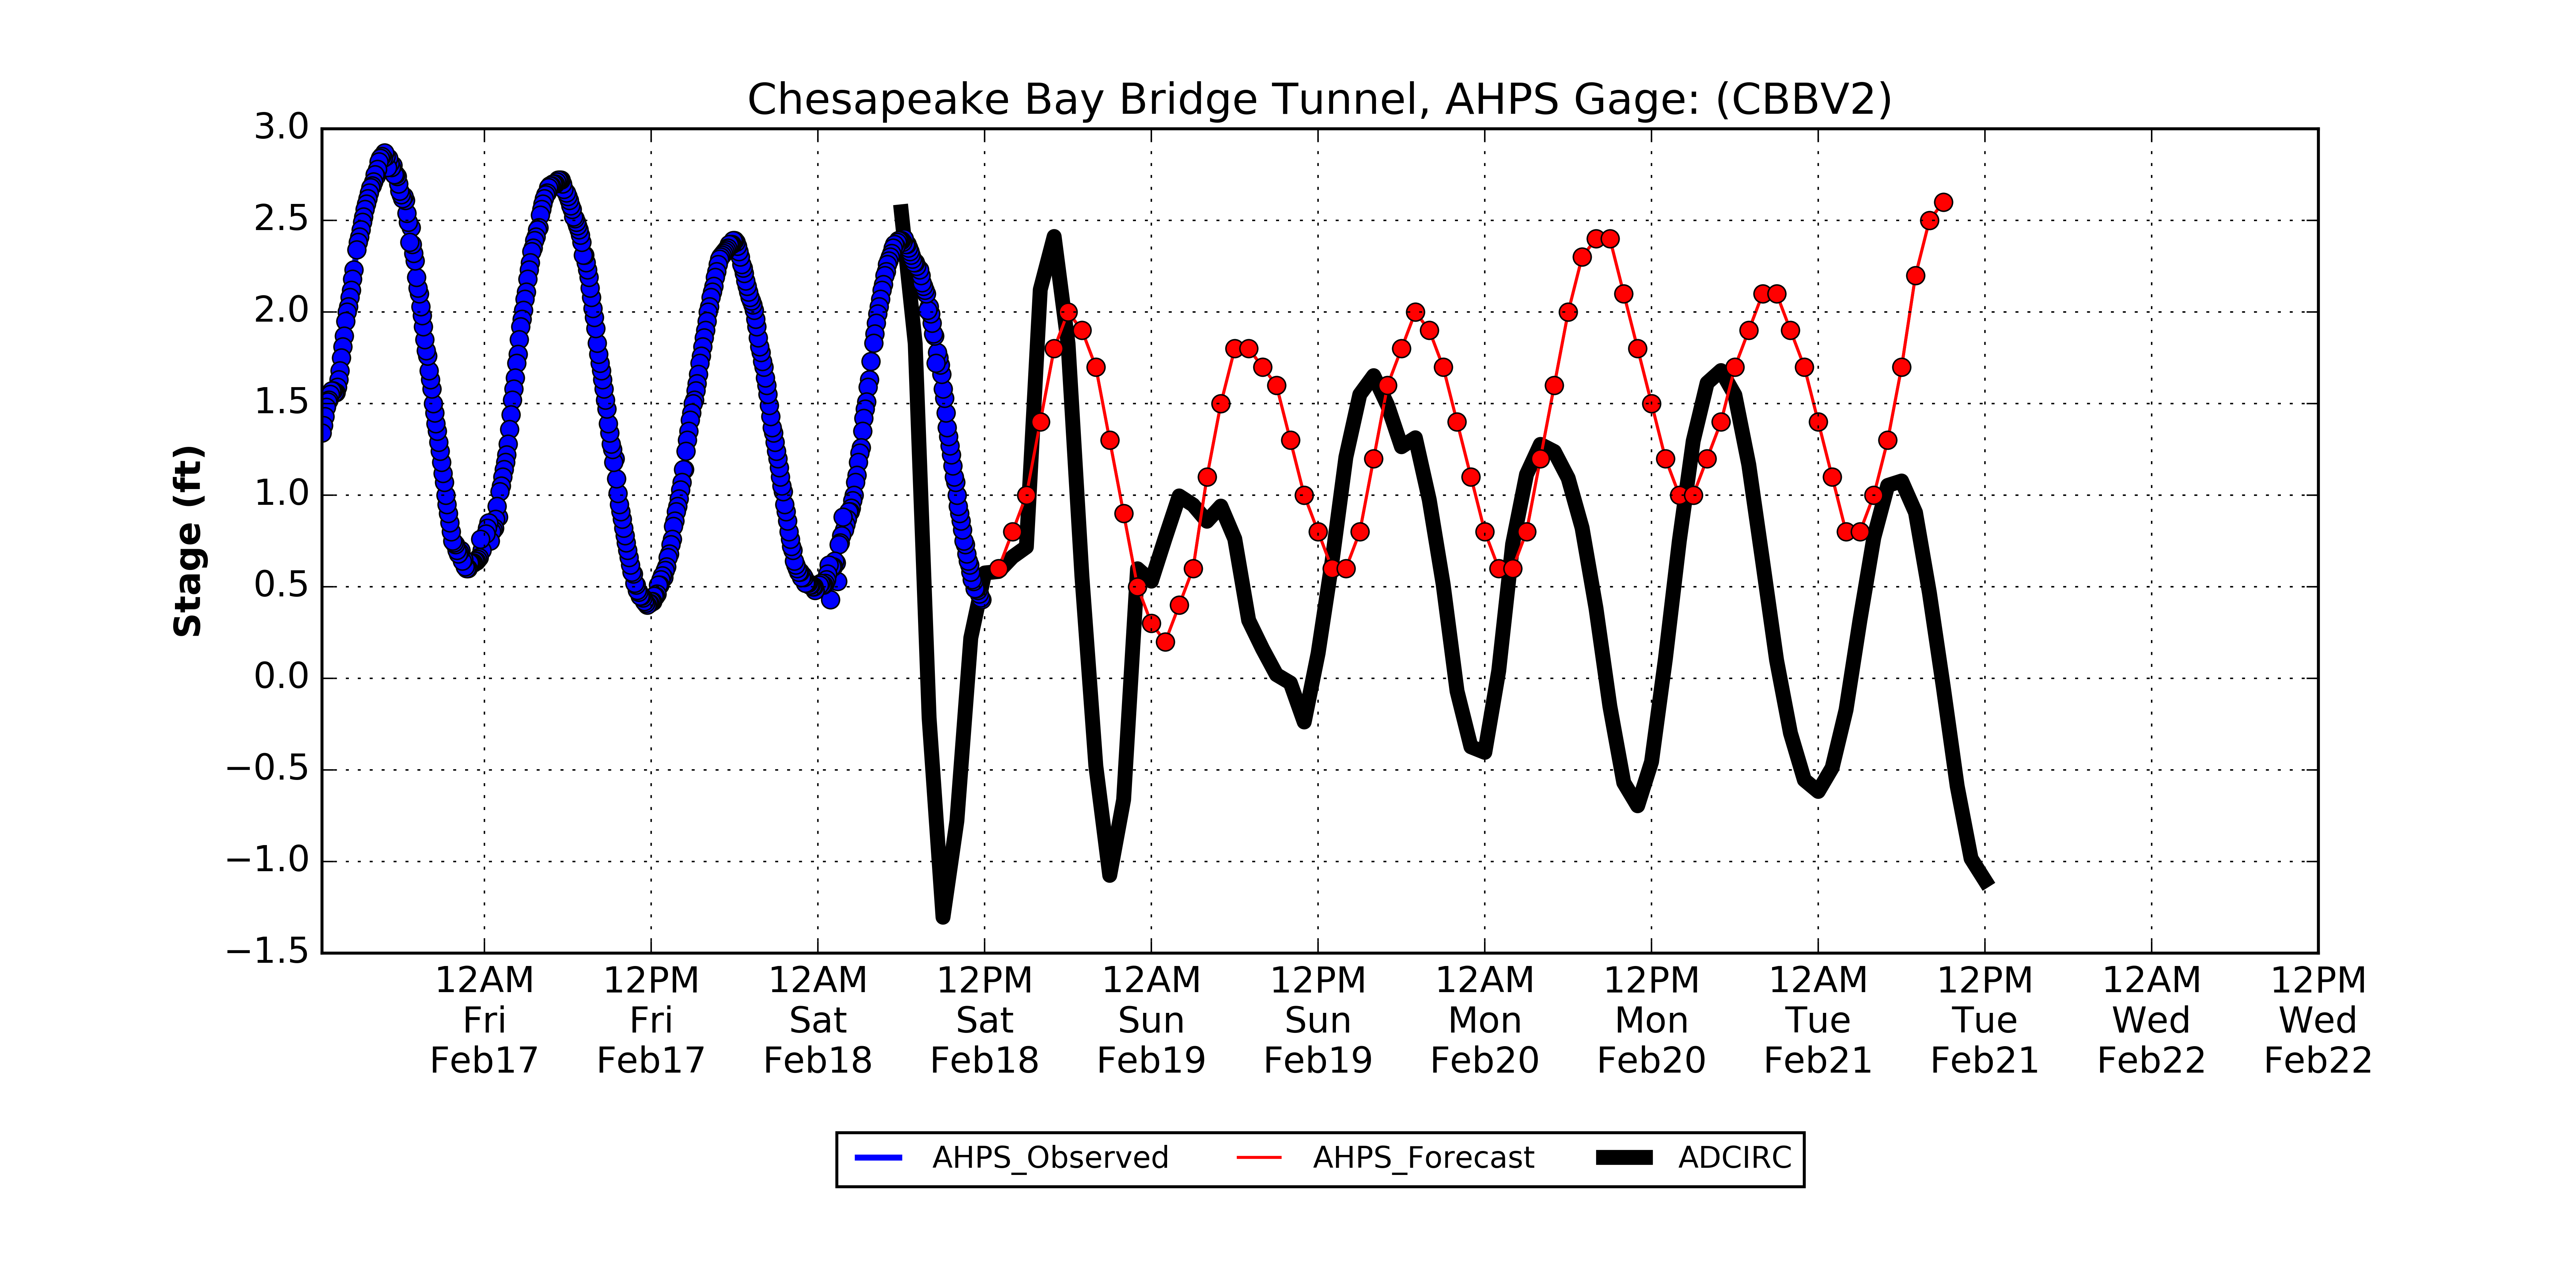 Chesapeake Bay Bridge Tunnel, AHPS Gage: (CBBV2)
3.0
2.5
2.0
1.5
1.0
0.5
0.0
−0.5
−1.0
−1.5
Stage (ft)
12AM 12PM 12AM 12PM 12AM 12PM 12AM 12PM 12AM 12PM 12AM 12PM
Fri Fri Sat Sat Sun Sun Mon Mon Tue Tue Wed Wed
Feb17 Feb17 Feb18 Feb18 Feb19 Feb19 Feb20 Feb20 Feb21 Feb21 Feb22 Feb22
AHPS_Observed AHPS_Forecast ADCIRC